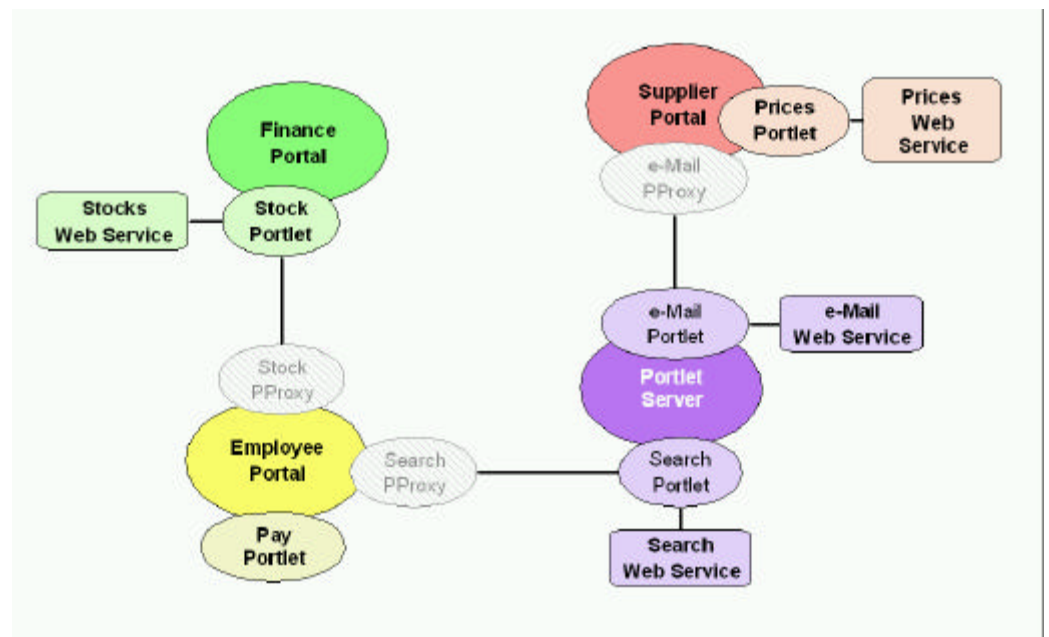 Supplier
Portal
Prices
Portlet
Prices
Web
Service
e-Mail
PProxy
Finance
Portal
Stocks
Web Service
Stock
Portlet
e-Mail
Portlet
e-Mail
Web Service
Portlet
Server
Stock
PProxy
Employee
Portal
Search
PProxy
Search
Portlet
Pay
Portlet
Search
Web Service